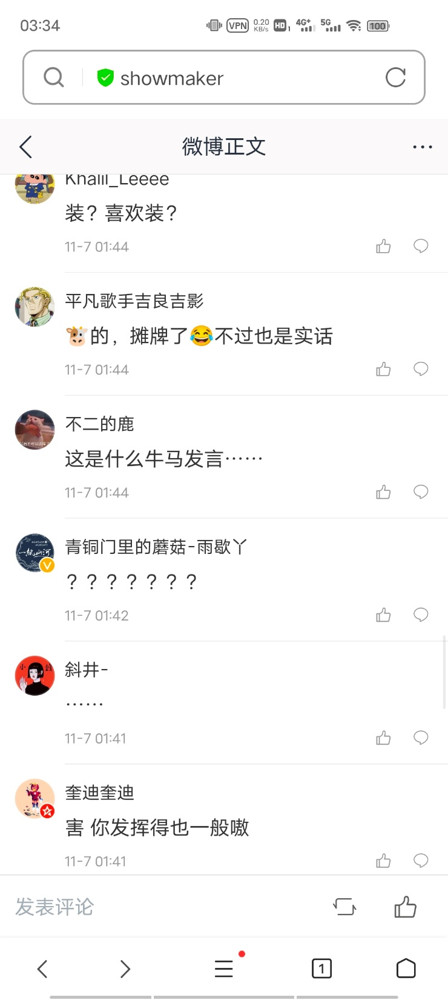 03:34
VPN
0.20
KB/s
HD 1
4G+
5G
100
showmaker
微博正文
Khalil_Leeee
装？喜欢装？
11-7 01:44
平凡歌手吉良吉影
🐮的，摊牌了😂不过也是实话
11-7 01:44
不二的鹿
这是什么牛马发言……
11-7 01:44
青铜门里的蘑菇-雨歇丫
？？？？？？？
11-7 01:42
斜井-
……
11-7 01:41
奎迪奎迪
害 你发挥得也一般嗷
11-7 01:41
发表评论
1